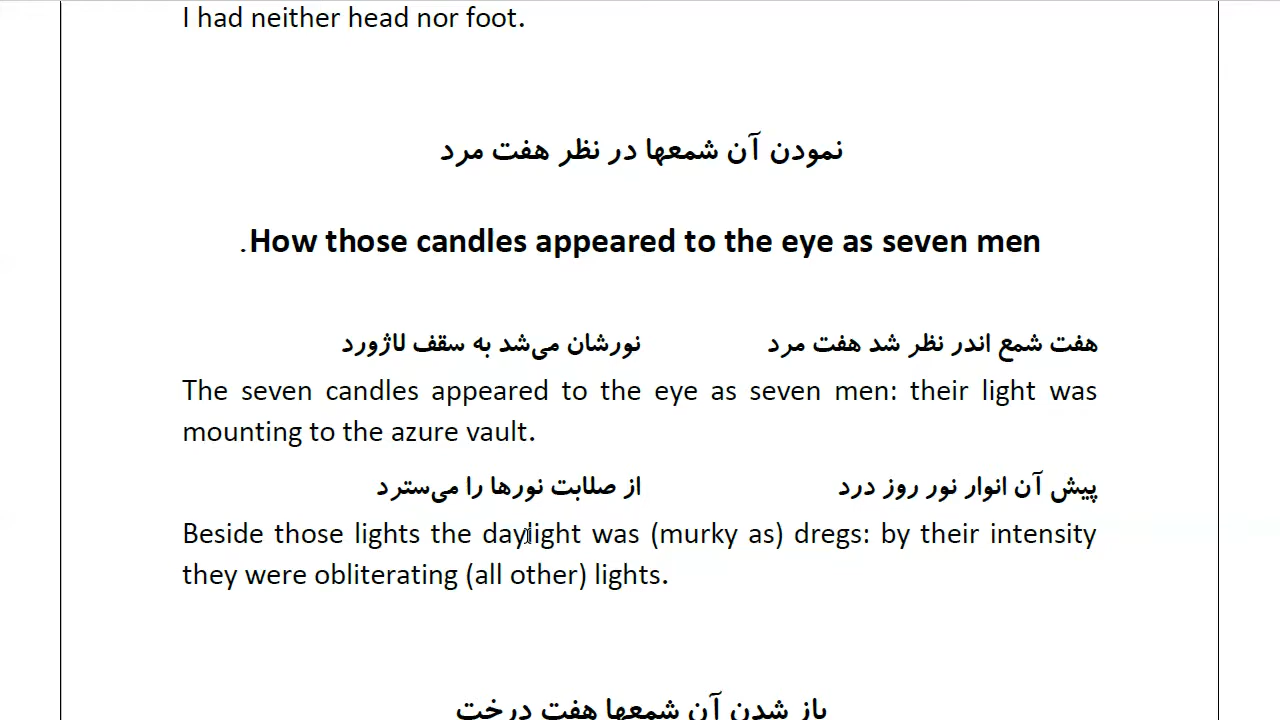 I had neither head nor foot.
نمودن آن شمعها در نظر هفت مرد
.How those candles appeared to the eye as seven men
هفت شمع اندر نظر شد هفت مرد نورشان می‌شد به سقف لاژورد
The seven candles appeared to the eye as seven men: their light was
mounting to the azure vault.
پیش آن انوار نور روز درد از صلابت نورها را می‌سترد
Beside those lights the daylight was (murky as) dregs: by their intensity
they were obliterating (all other) lights.
باز شدن آن شمعها هفت درخت